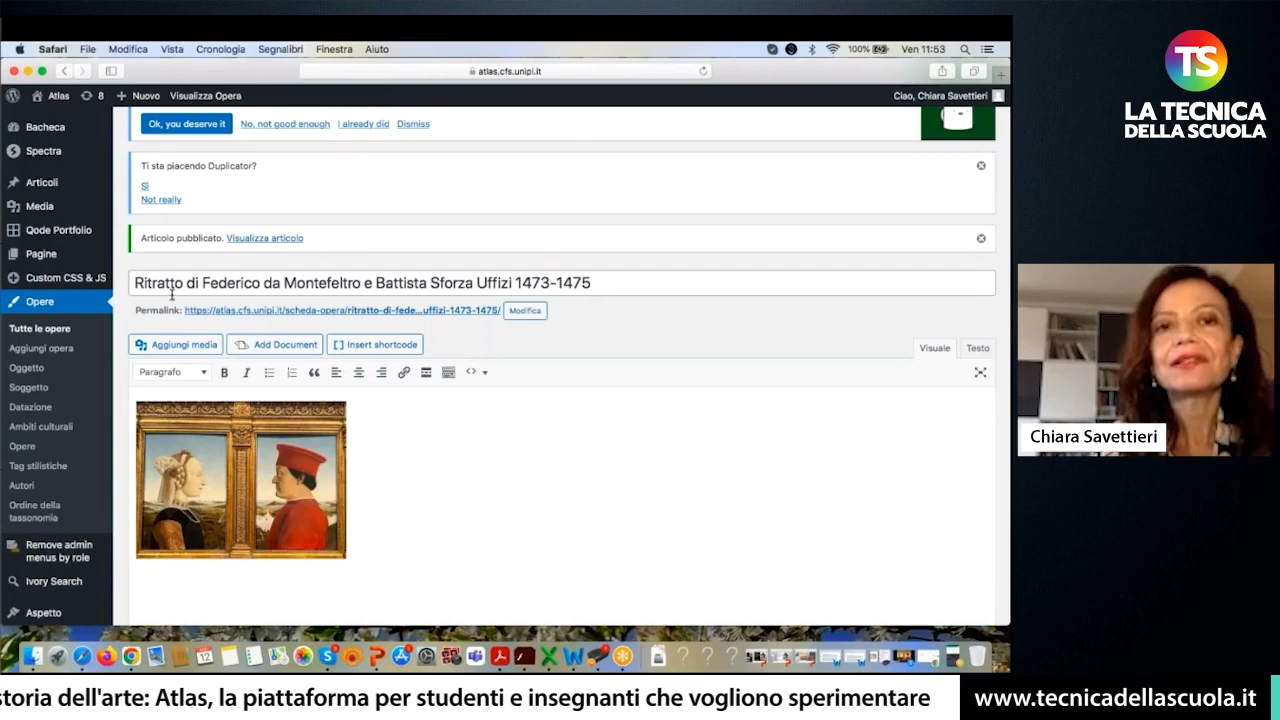 Safari File Modifica Vista Cronologia Segnalibri Finestra Aiuto 100% Ven 11:53
atlas.cfs.unipi.it
Atlas 8 Nuovo Visualizza Opera Ciao, Chiara Savettieri
Bacheca
Spectra
Articoli
Media
Qode Portfolio
Pagine
Custom CSS & JS
Opere
Tutte le opere
Aggiungi opera
Oggetto
Soggetto
Datazione
Ambiti culturali
Opere
Tag stilistiche
Autori
Ordine della
tassonomia
Remove admin
menus by role
Ivory Search
Aspetto
Ok, you deserve it No, not good enough I already did Dismiss
Ti sta piacendo Duplicator?
Sì
Not really
Articolo pubblicato. Visualizza articolo
Ritratto di Federico da Montefeltro e Battista Sforza Uffizi 1473-1475
Permalink: https://atlas.cfs.unipi.it/scheda-opera/ritratto-di-fede...uffizi-1473-1475/ Modifica
Aggiungi media Add Document Insert shortcode
Visuale Testo
Paragrafo B I
TS
LA TECNICA
DELLA SCUOLA
Chiara Savettieri
storia dell'arte: Atlas, la piattaforma per studenti e insegnanti che vogliono sperimentare
www.tecnicadellascuola.it